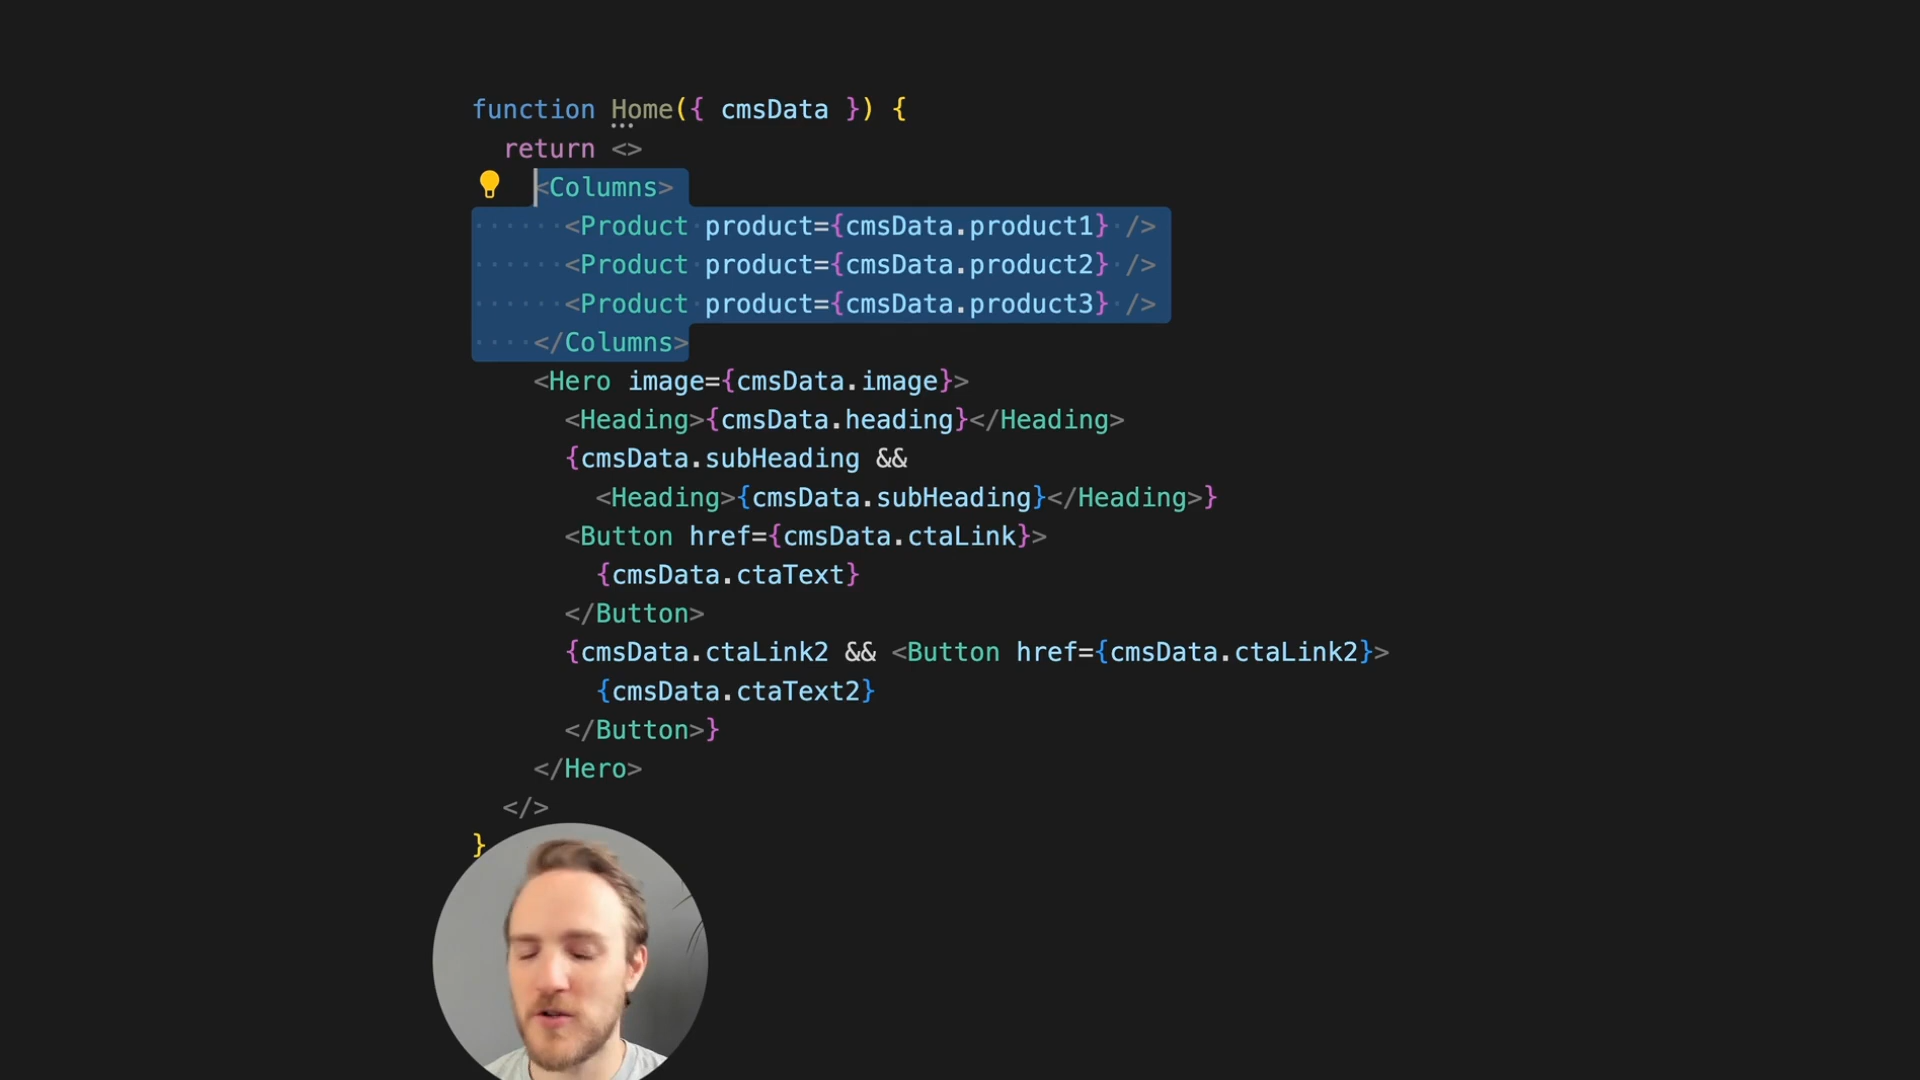 function Home({ cmsData }) {
return <>
<Columns>
<Product product={cmsData.product1} />
<Product product={cmsData.product2} />
<Product product={cmsData.product3} />
</Columns>
<Hero image={cmsData.image}>
<Heading>{cmsData.heading}</Heading>
{cmsData.subHeading &&
<Heading>{cmsData.subHeading}</Heading>}
<Button href={cmsData.ctaLink}>
{cmsData.ctaText}
</Button>
{cmsData.ctaLink2 && <Button href={cmsData.ctaLink2}>
{cmsData.ctaText2}
</Button>}
</Hero>
</>
}